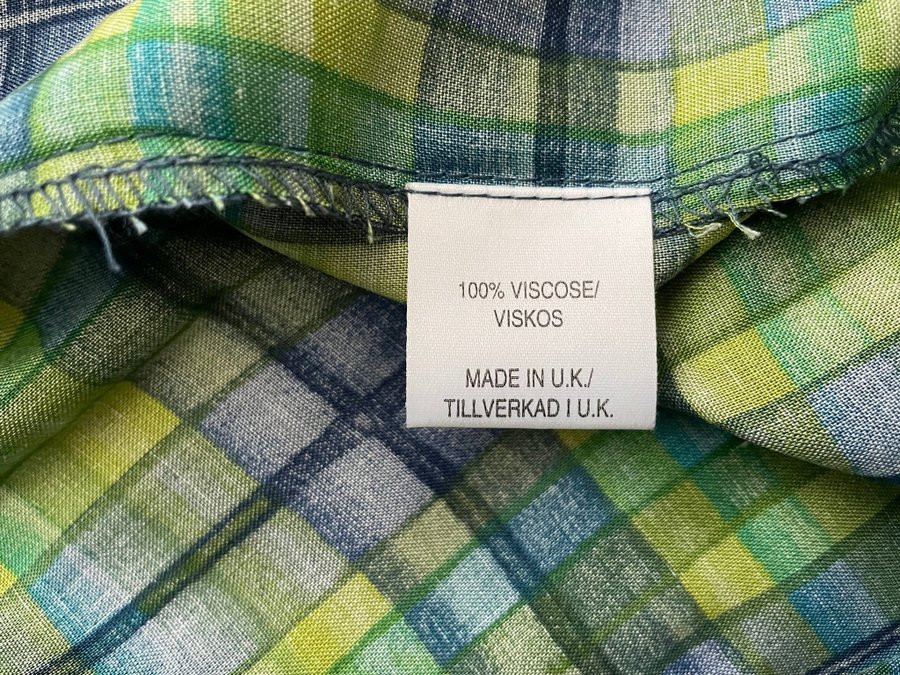 100% VISCOSE/
VISKOS
MADE IN U.K./
TILLVERKAD I U.K.